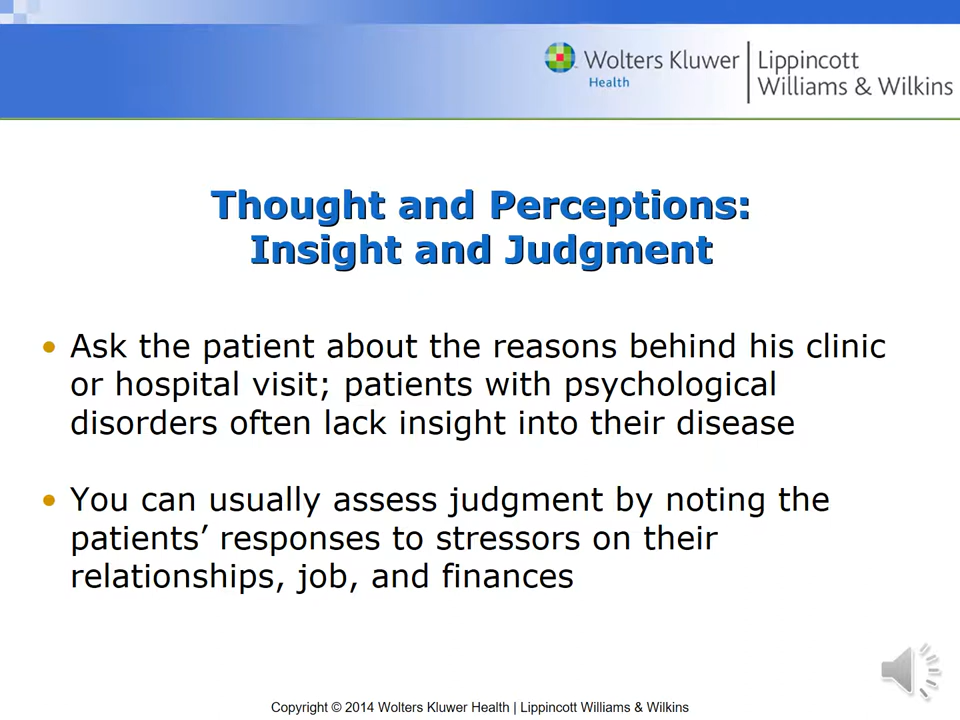 Wolters Kluwer
Health
Lippincott
Williams & Wilkins
Thought and Perceptions:
Insight and Judgment
• Ask the patient about the reasons behind his clinic
or hospital visit; patients with psychological
disorders often lack insight into their disease
• You can usually assess judgment by noting the
patients’ responses to stressors on their
relationships, job, and finances
Copyright © 2014 Wolters Kluwer Health | Lippincott Williams & Wilkins